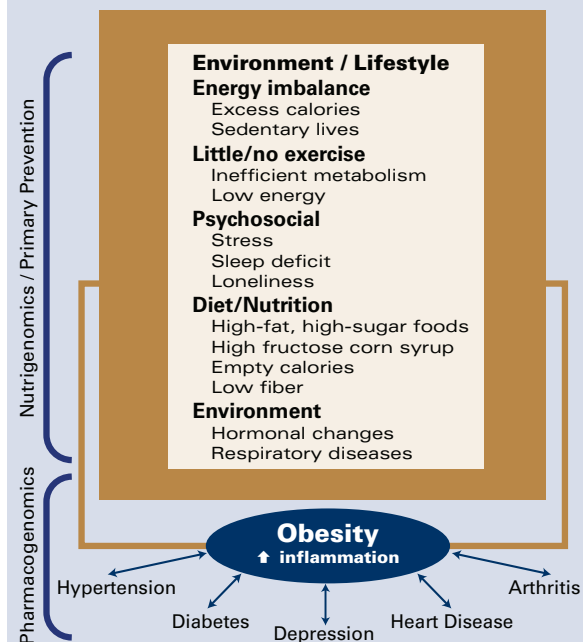 Nutrigenomics / Primary Prevention
Environment / Lifestyle
Energy imbalance
Excess calories
Sedentary lives
Little/no exercise
Inefficient metabolism
Low energy
Psychosocial
Stress
Sleep deficit
Loneliness
Diet/Nutrition
High-fat, high-sugar foods
High fructose corn syrup
Empty calories
Low fiber
Environment
Hormonal changes
Respiratory diseases
Pharmacogenomics
Obesity
⬆ inflammation
Hypertension
Diabetes
Depression
Heart Disease
Arthritis